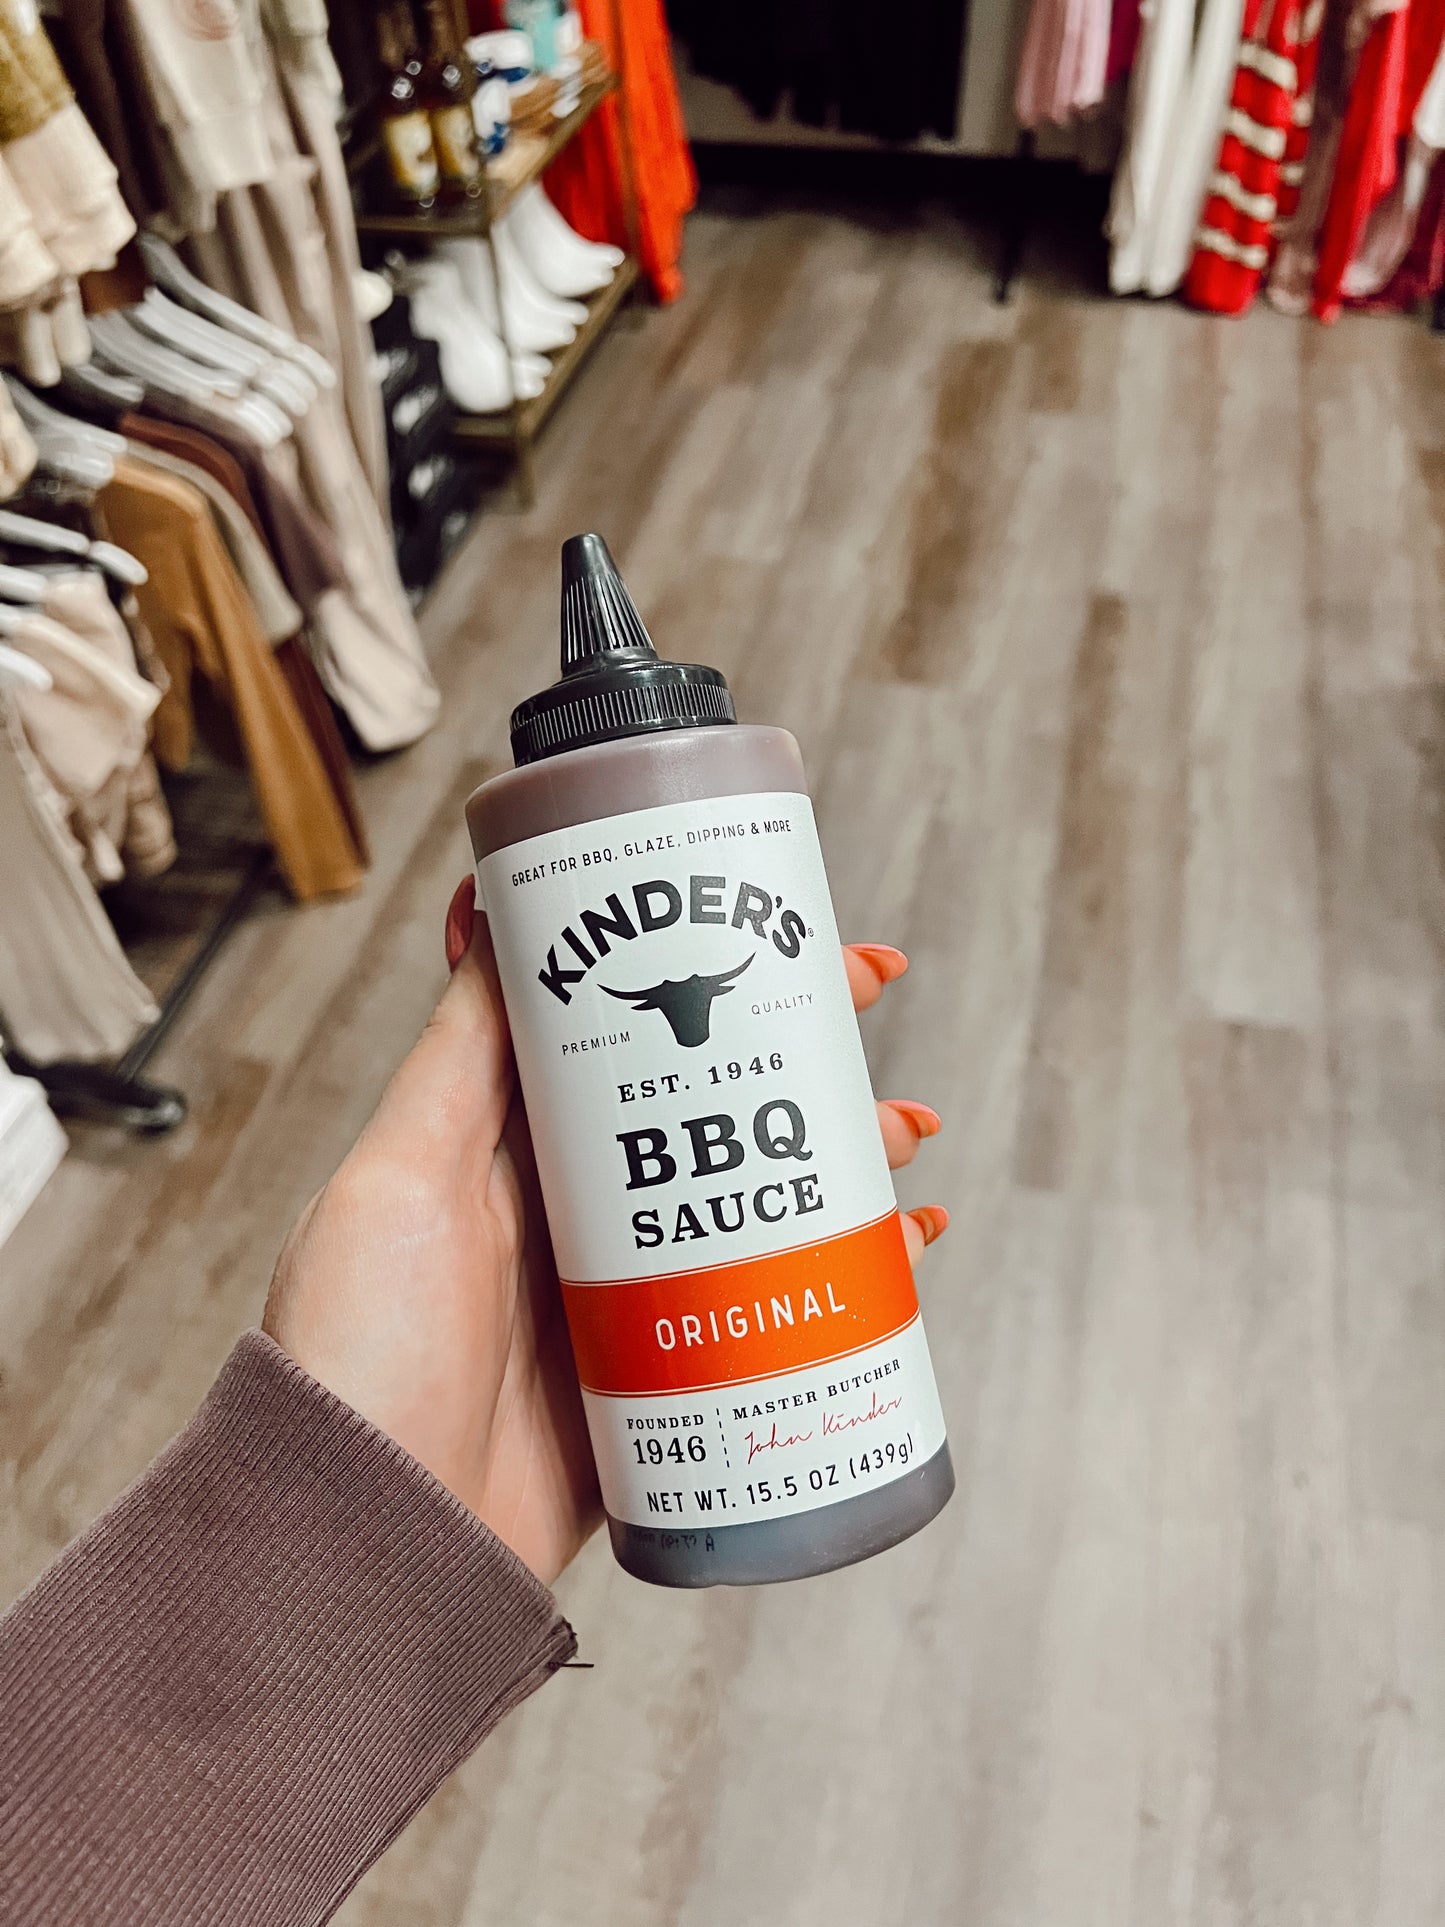 GREAT FOR BBQ, GLAZE, DIPPING & MORE
KINDER'S®
PREMIUM QUALITY
EST. 1946
BBQ
SAUCE
ORIGINAL
FOUNDED
1946
MASTER BUTCHER
John Kinder
NET WT. 15.5 OZ (439g)